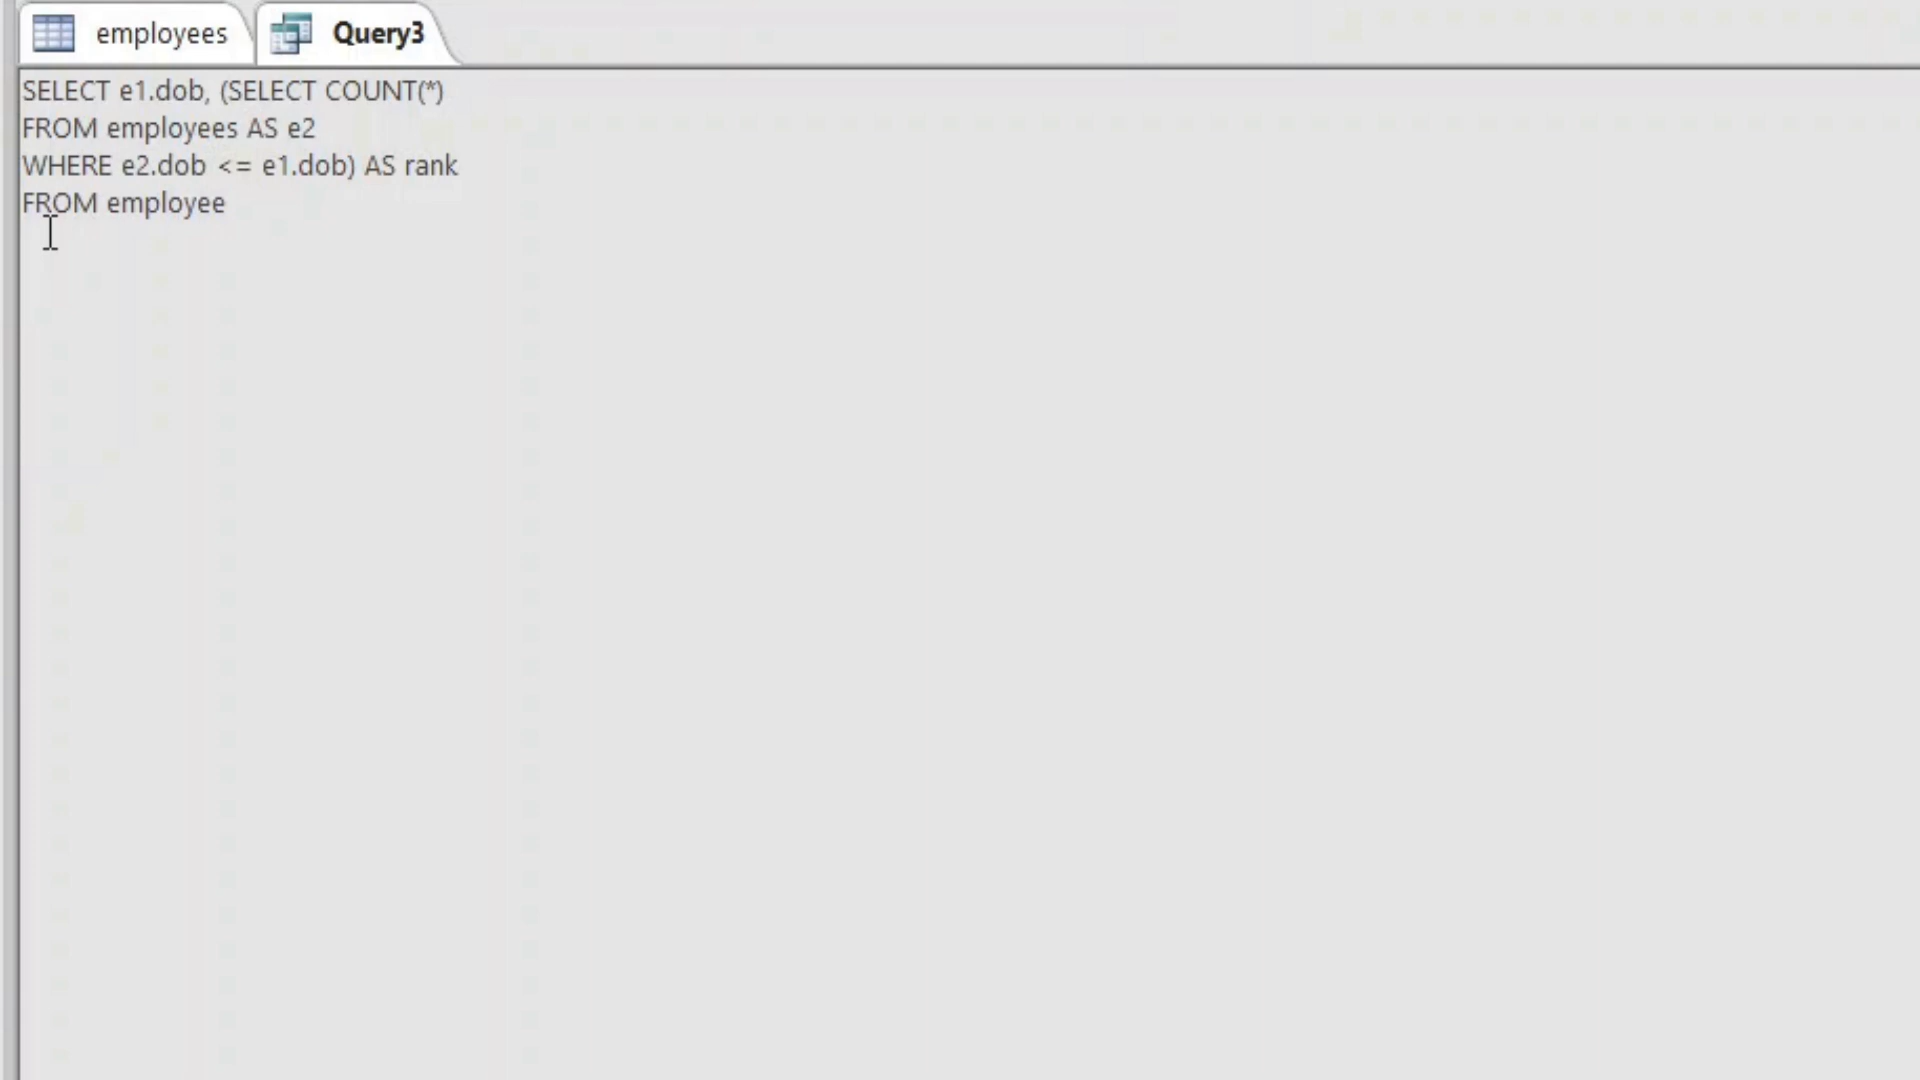 employees Query3
SELECT e1.dob, (SELECT COUNT(*)
FROM employees AS e2
WHERE e2.dob <= e1.dob) AS rank
FROM employee